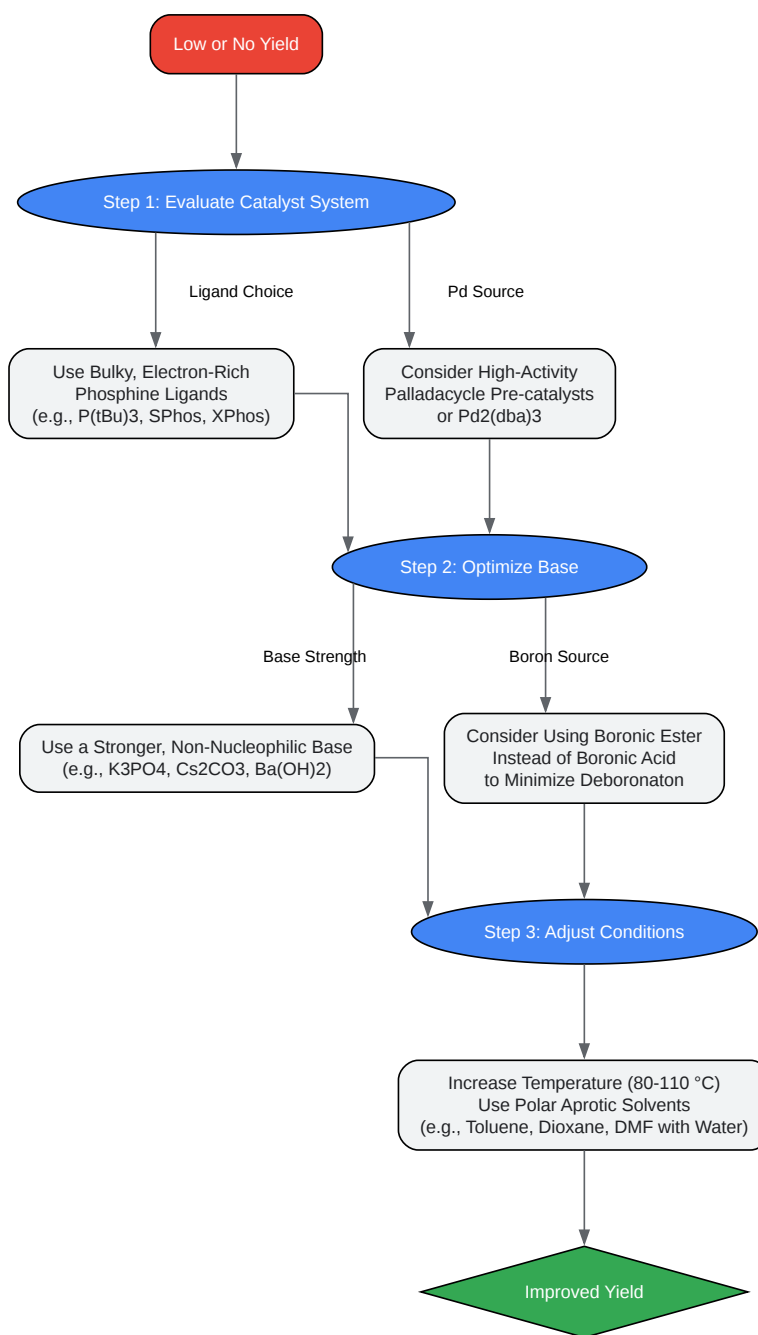 Low or No Yield
Step 1: Evaluate Catalyst System
Ligand Choice
Pd Source
Use Bulky, Electron-Rich
Phosphine Ligands
(e.g., P(tBu)3, SPhos, XPhos)
Consider High-Activity
Palladacycle Pre-catalysts
or Pd2(dba)3
Step 2: Optimize Base
Base Strength
Boron Source
Use a Stronger, Non-Nucleophilic Base
(e.g., K3PO4, Cs2CO3, Ba(OH)2)
Consider Using Boronic Ester
Instead of Boronic Acid
to Minimize Deboronaton
Step 3: Adjust Conditions
Increase Temperature (80-110 °C)
Use Polar Aprotic Solvents
(e.g., Toluene, Dioxane, DMF with Water)
Improved Yield